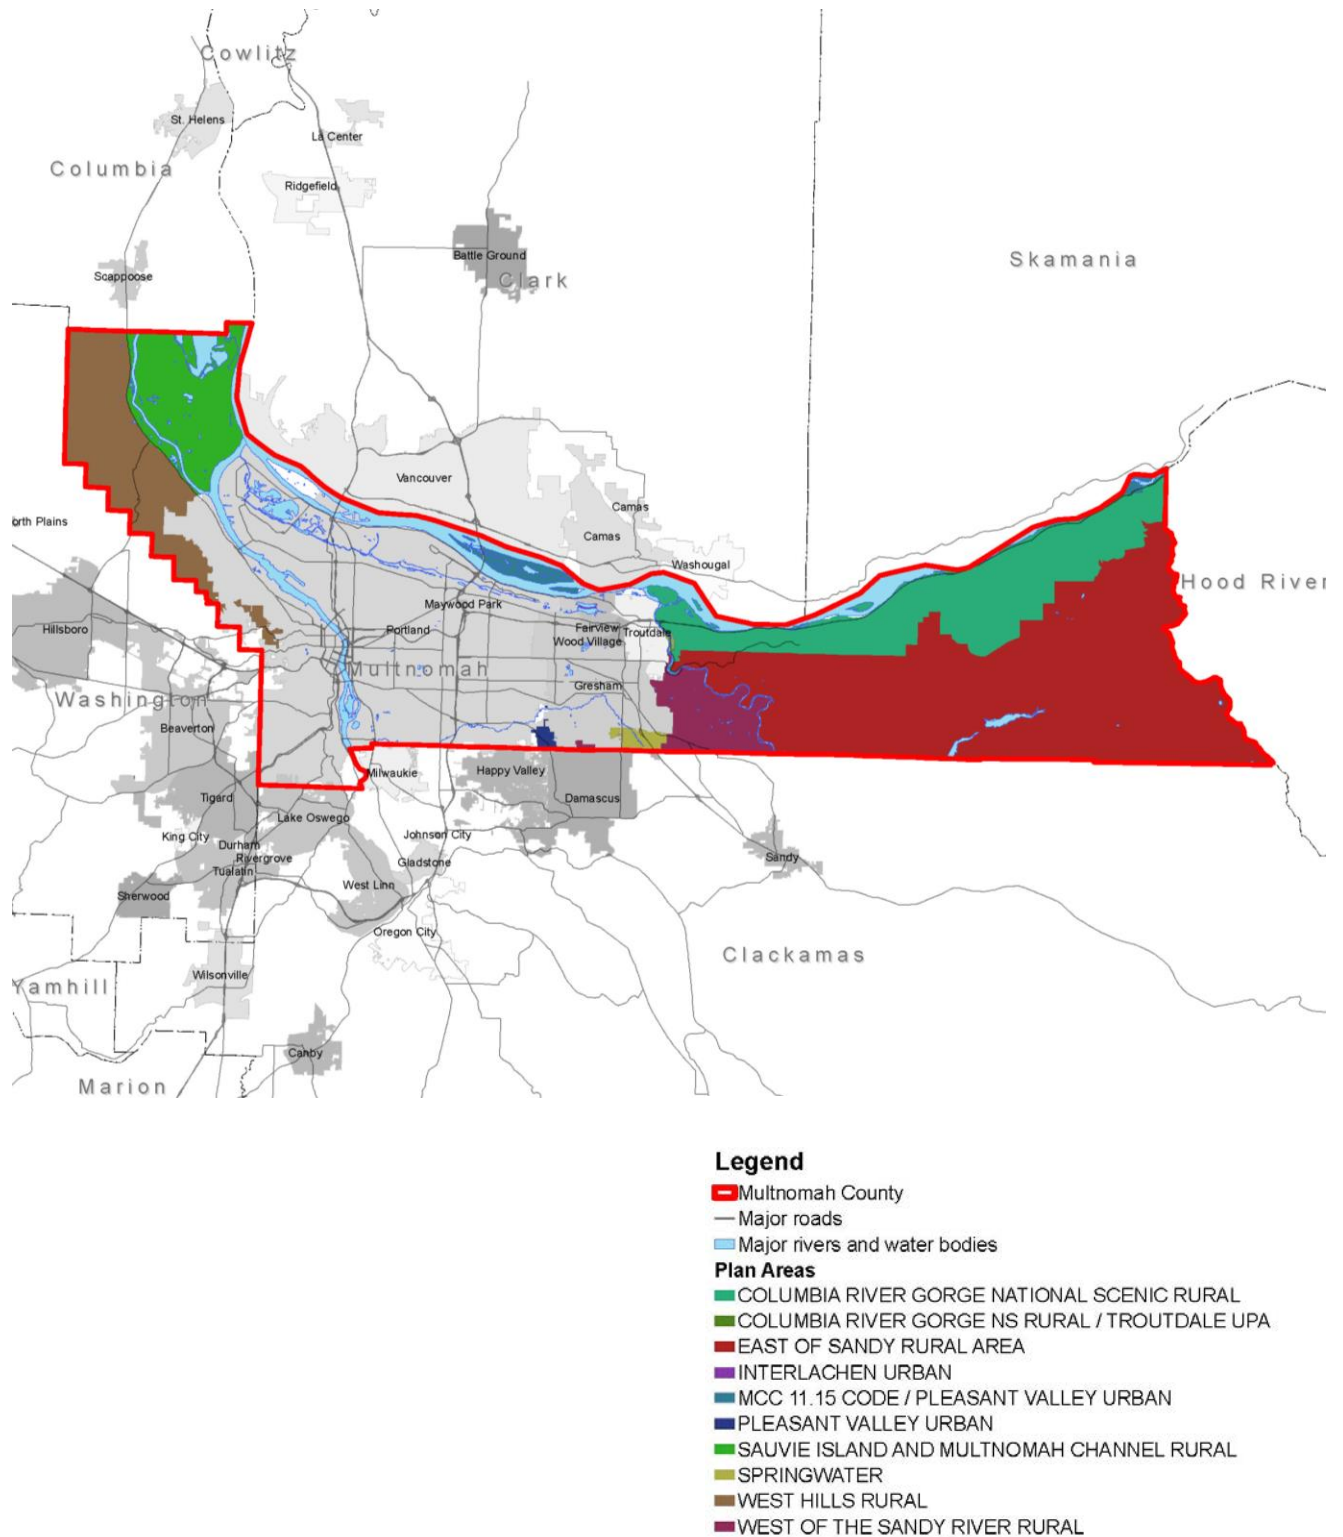 Cowlitz
St. Helens
La Center
Columbia
Ridgefield
Battle Ground
Skamania
Scappoose
Clark
Vancouver
Camas
orth Plains
Camas
Washougal
Hood River
Maywood Park
Hillsboro
Portland
Fairview
Troutdale
Wood Village
Multnomah
Gresham
Washington
Beaverton
Milwaukie
Happy Valley
Tigard
Damascus
Lake Oswego
King City
Johnson City
Durham
Rivergrove
Gladstone
Sandy
Tualatin
West Linn
Sherwood
Oregon City
Clackamas
Wilsonville
Yamhill
Canby
Marion
Legend
Multnomah County
Major roads
Major rivers and water bodies
Plan Areas
COLUMBIA RIVER GORGE NATIONAL SCENIC RURAL
COLUMBIA RIVER GORGE NS RURAL / TROUTDALE UPA
EAST OF SANDY RURAL AREA
INTERLACHEN URBAN
MCC 11.15 CODE / PLEASANT VALLEY URBAN
PLEASANT VALLEY URBAN
SAUVIE ISLAND AND MULTNOMAH CHANNEL RURAL
SPRINGWATER
WEST HILLS RURAL
WEST OF THE SANDY RIVER RURAL